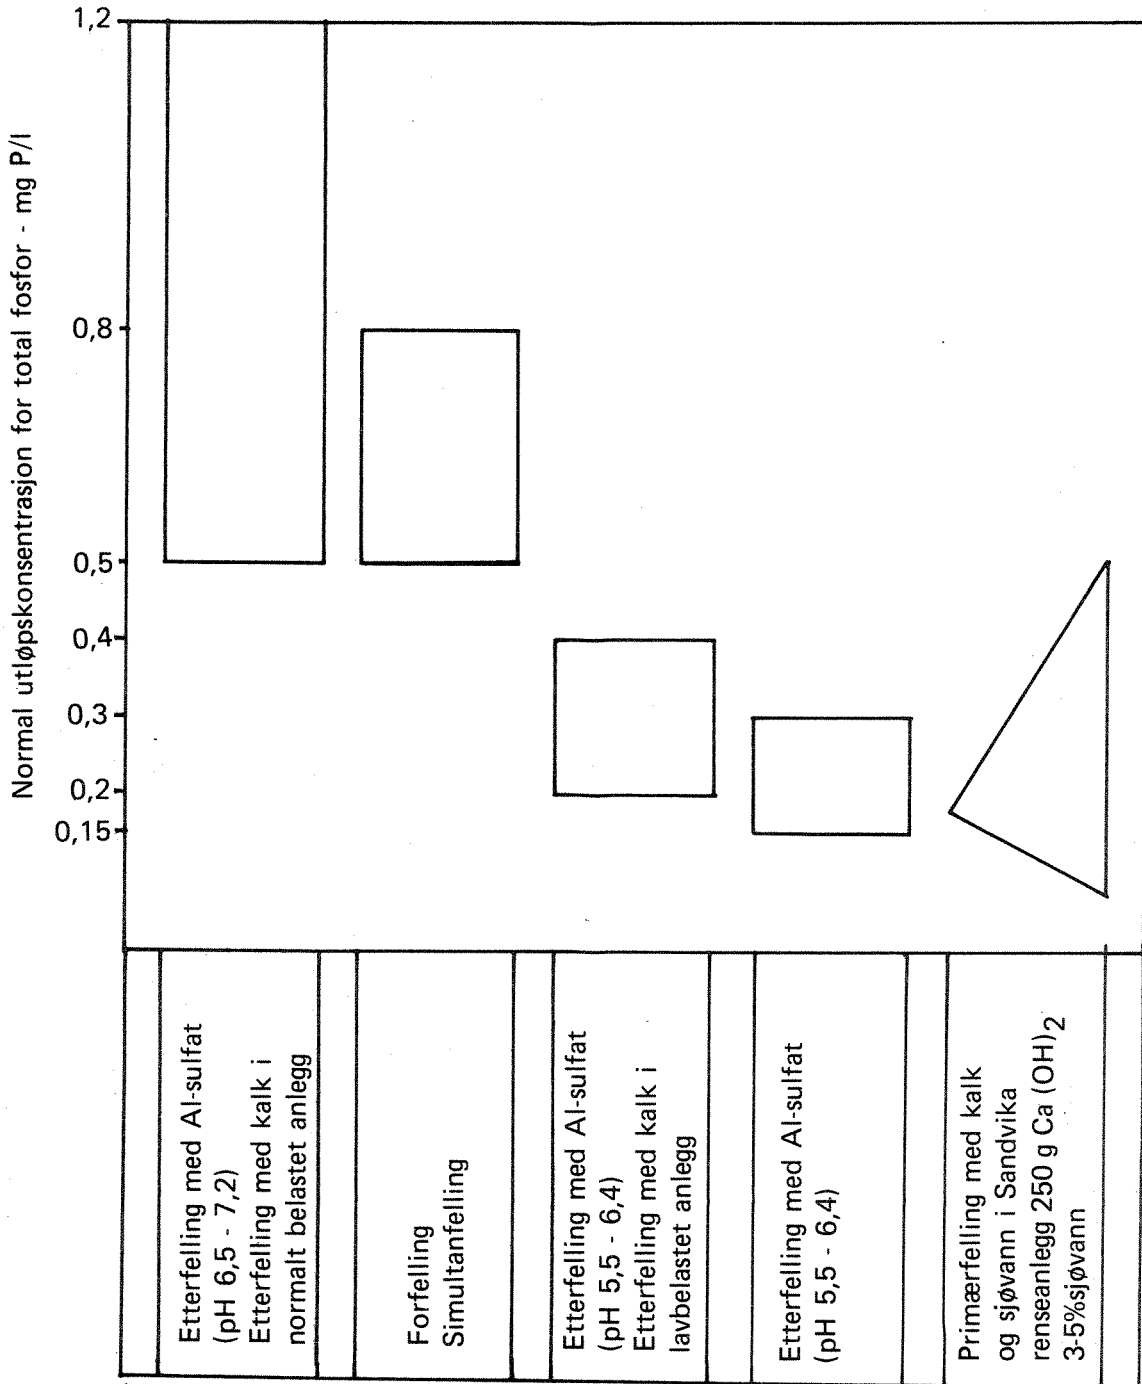 Normal utløpskonsentrasjon for total fosfor - mg P/l
1,2
0,8
0,5
0,4
0,3
0,2
0,15
Etterfelling med Al-sulfat
(pH 6,5 - 7,2)
Etterfelling med kalk i
normalt belastet anlegg
Forfelling
Simultanfelling
Etterfelling med Al-sulfat
(pH 5,5 - 6,4)
Etterfelling med kalk i
lavbelastet anlegg
Etterfelling med Al-sulfat
(pH 5,5 - 6,4)
Primærfelling med kalk
og sjøvann i Sandvika
renseanlegg 250 g Ca (OH)2
3-5%sjøvann